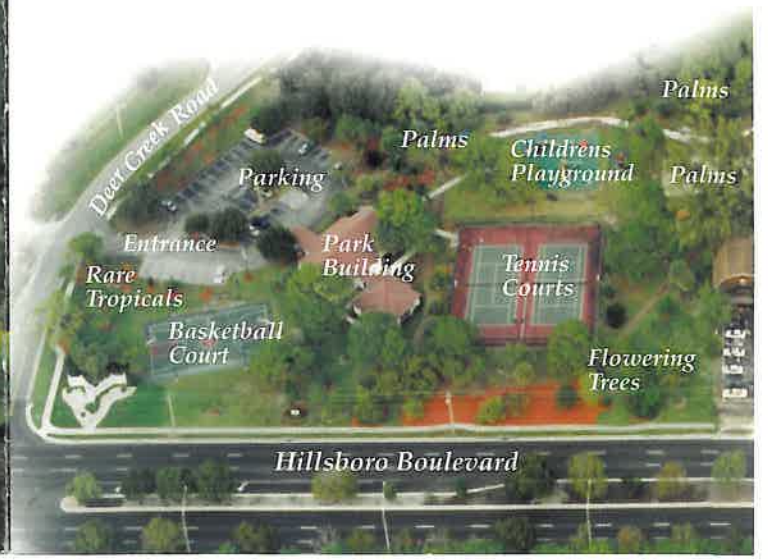 Deer Creek Road
Palms
Palms
Childrens
Playground
Palms
Parking
Entrance
Park
Building
Rare
Tropicals
Tennis
Courts
Basketball
Court
Flowering
Trees
Hillsboro Boulevard